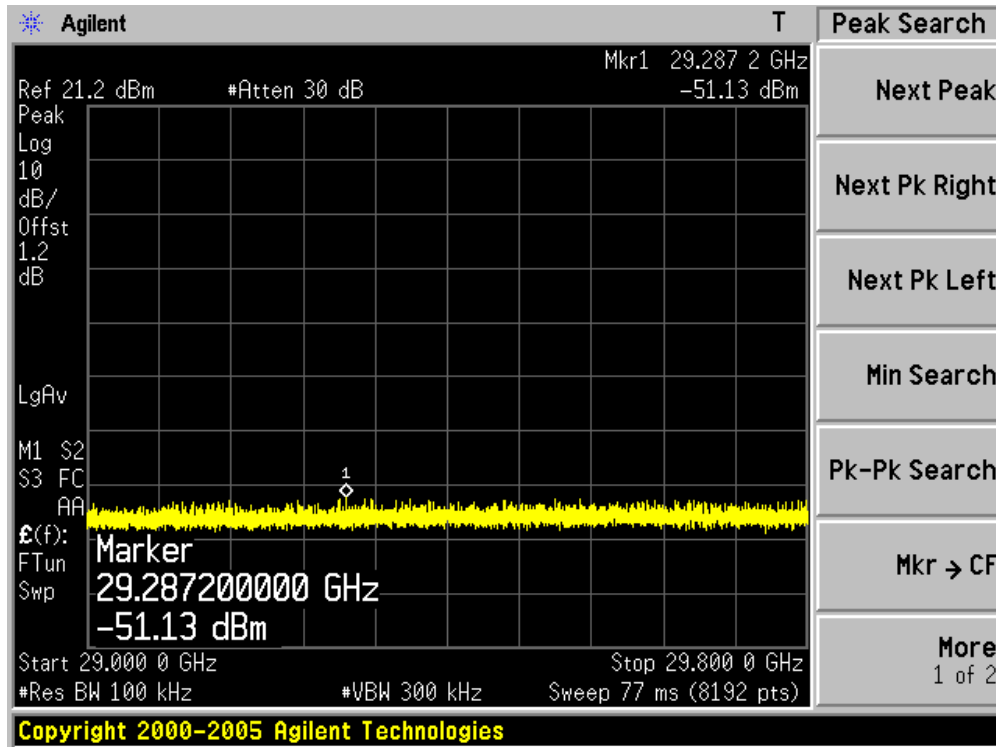 Agilent T Peak Search
Mkr1 29.287 2 GHz
Ref 21.2 dBm #Atten 30 dB -51.13 dBm
Peak
Log
10
dB/
Offst
1.2
dB
LgAv
M1 S2
S3 FC
AA
£(f):
FTun
Swp
1
Marker
29.287200000 GHz
-51.13 dBm
Start 29.000 0 GHz Stop 29.800 0 GHz
#Res BW 100 kHz #VBW 300 kHz Sweep 77 ms (8192 pts)
Copyright 2000-2005 Agilent Technologies
Next Peak
Next Pk Right
Next Pk Left
Min Search
Pk-Pk Search
Mkr → CF
More
1 of 2